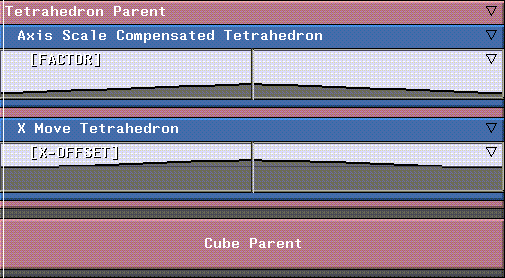 Tetrahedron Parent
Axis Scale Compensated Tetrahedron
[FACTOR]
X Move Tetrahedron
[X-OFFSET]
Cube Parent